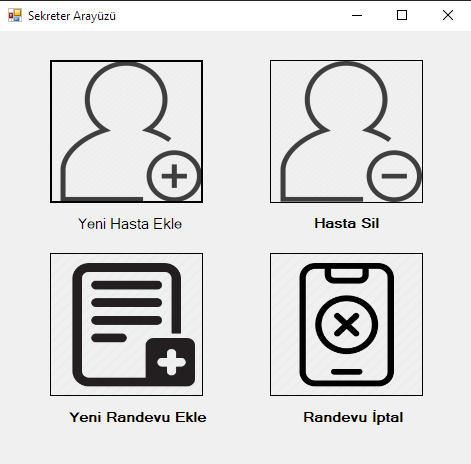 Sekreter Arayüzü
Yeni Hasta Ekle
Hasta Sil
Yeni Randevu Ekle
Randevu İptal